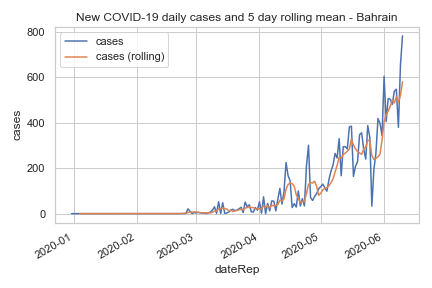 New COVID-19 daily cases and 5 day rolling mean - Bahrain
cases
cases (rolling)
800
600
400
200
0
cases
2020-01
2020-02
2020-03
2020-04
2020-05
2020-06
dateRep